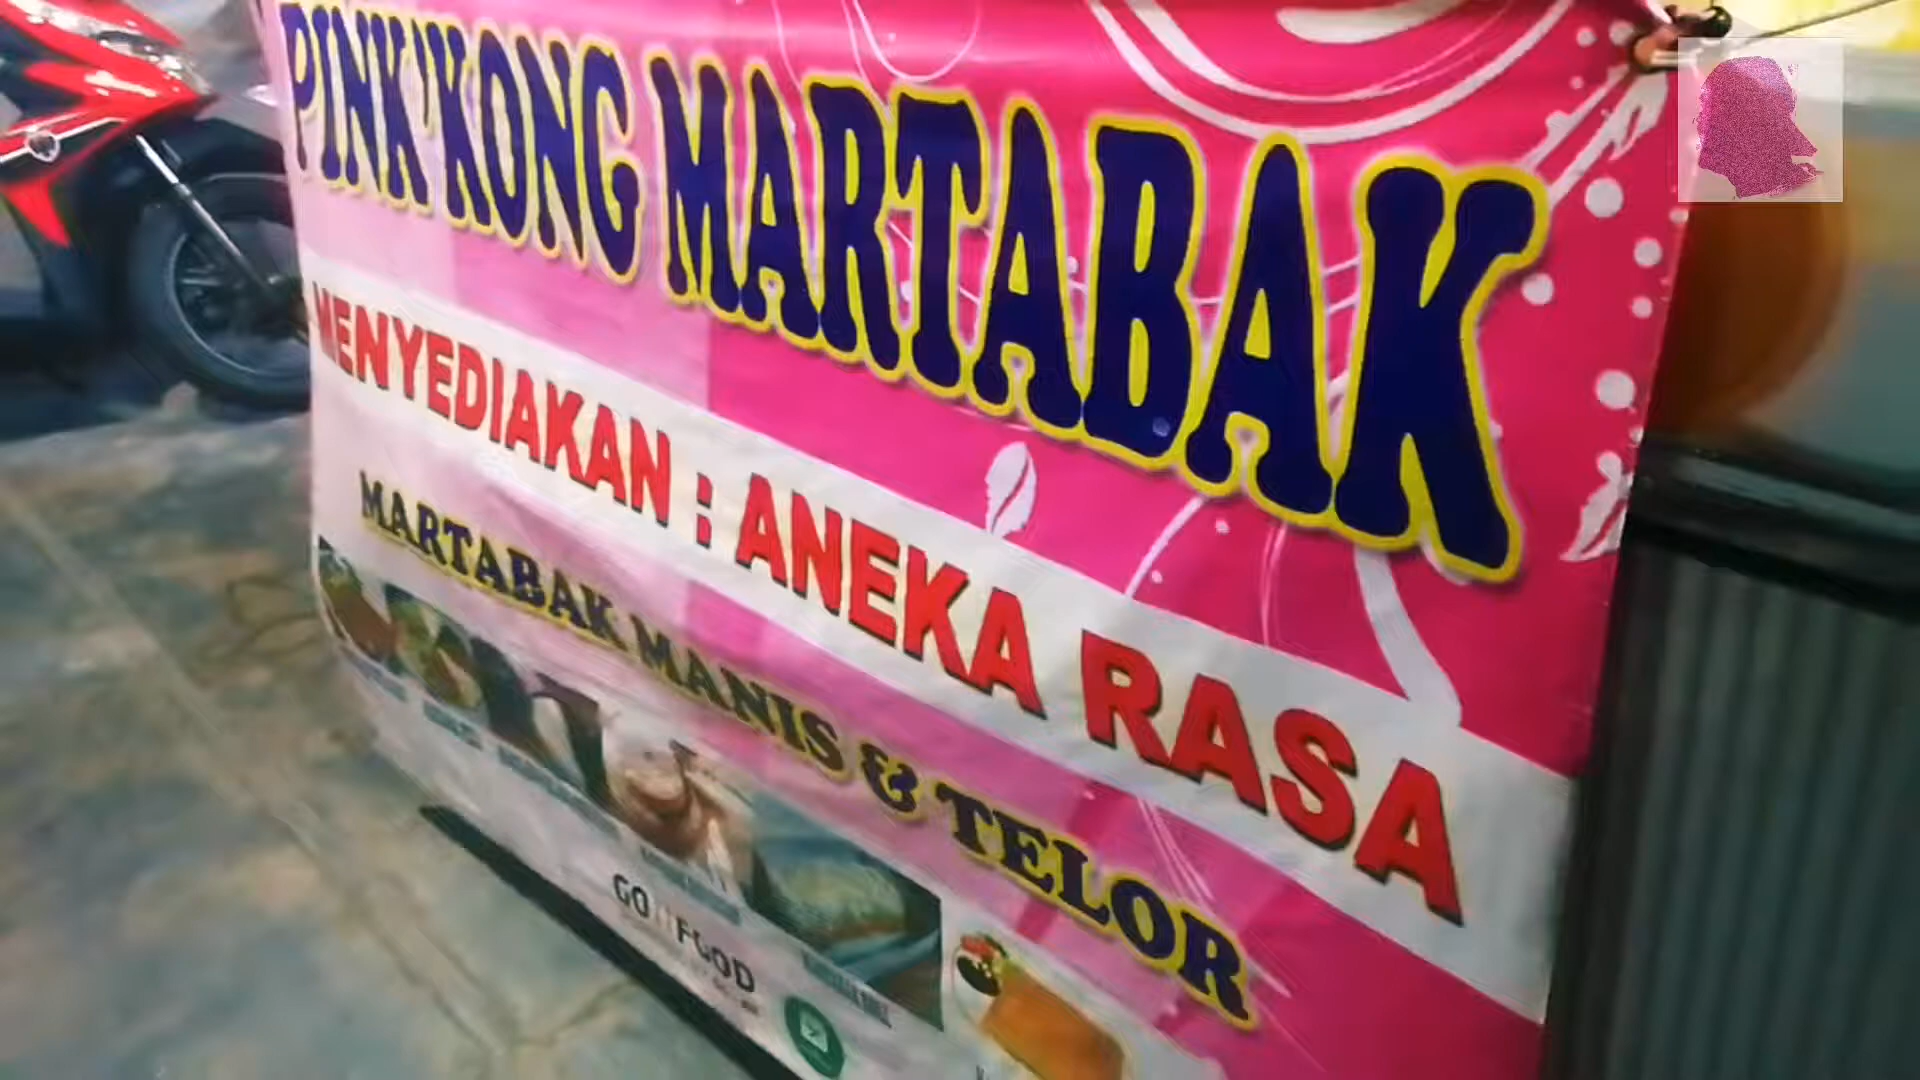 PINK'KONG MARTABAK
MENYEDIAKAN : ANEKA RASA
MARTABAK MANIS & TELOR
GO FOOD